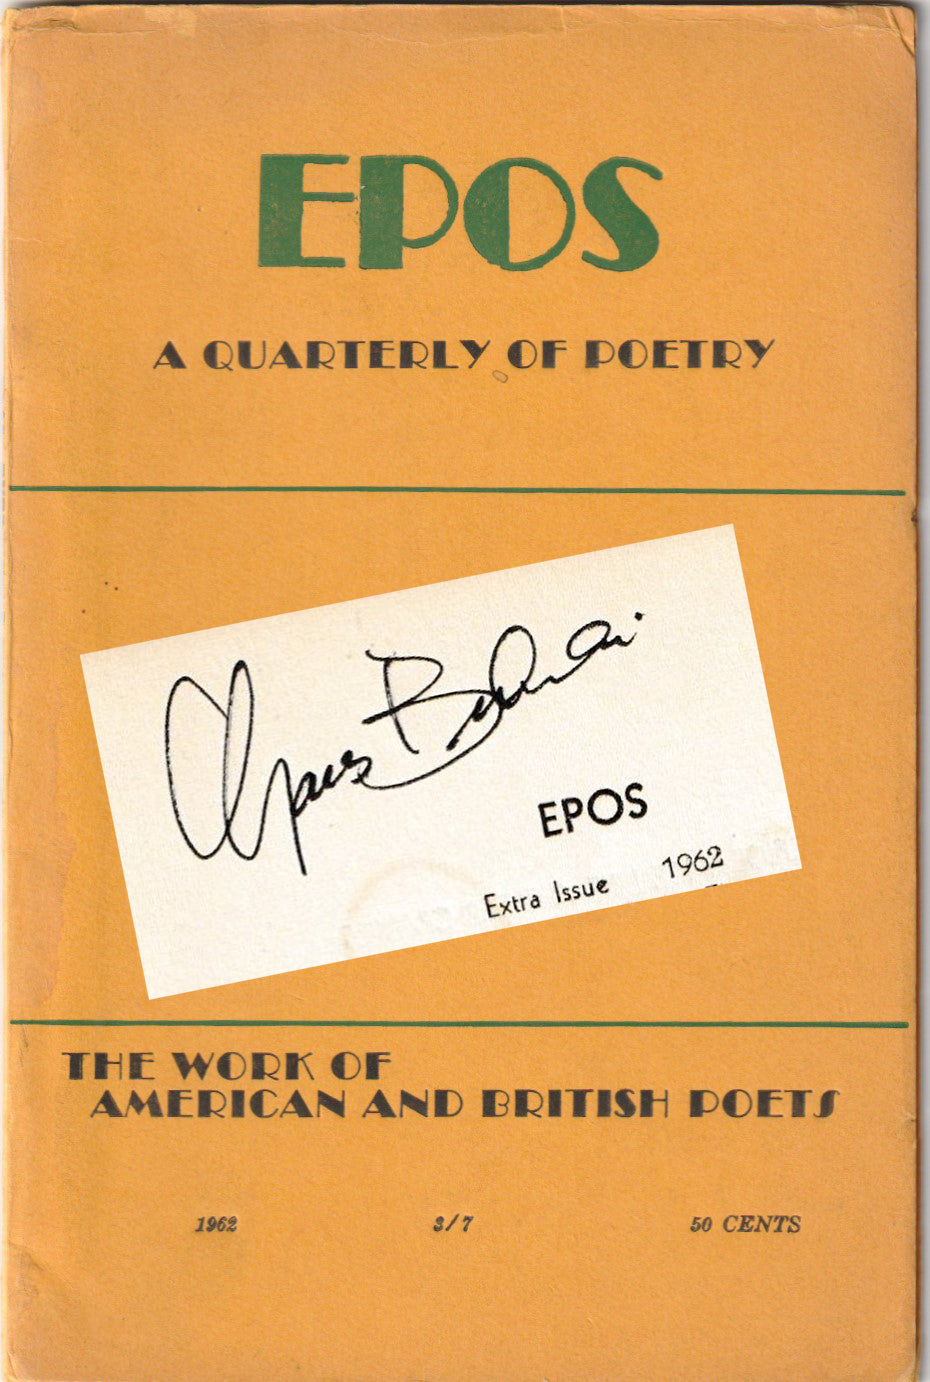 EPOS
A QUARTERLY OF POETRY
EPOS
Extra Issue 1962
THE WORK OF
AMERICAN AND BRITISH POETS
1962 3/7 50 CENTS